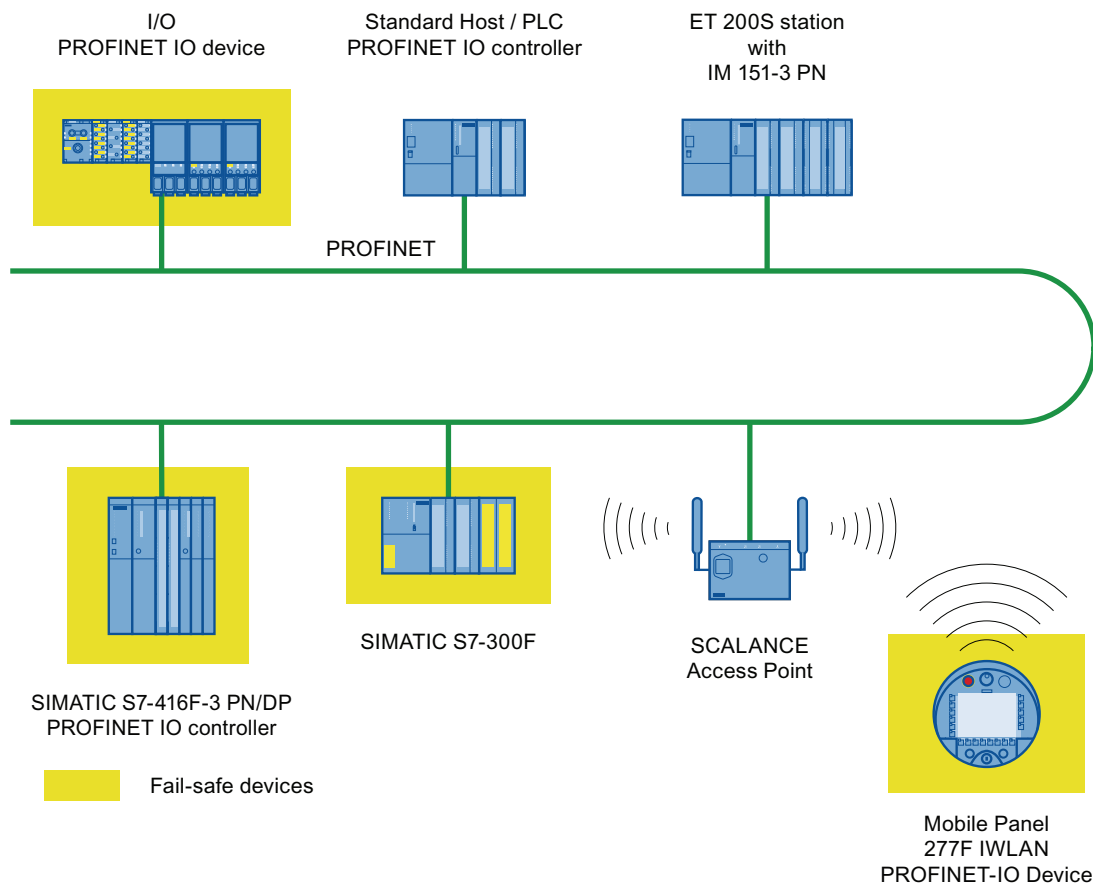 I/O
PROFINET IO device
Standard Host / PLC
PROFINET IO controller
ET 200S station
with
IM 151-3 PN
PROFINET
SIMATIC S7-416F-3 PN/DP
PROFINET IO controller
SIMATIC S7-300F
SCALANCE
Access Point
Mobile Panel
277F IWLAN
PROFINET-IO Device
Fail-safe devices